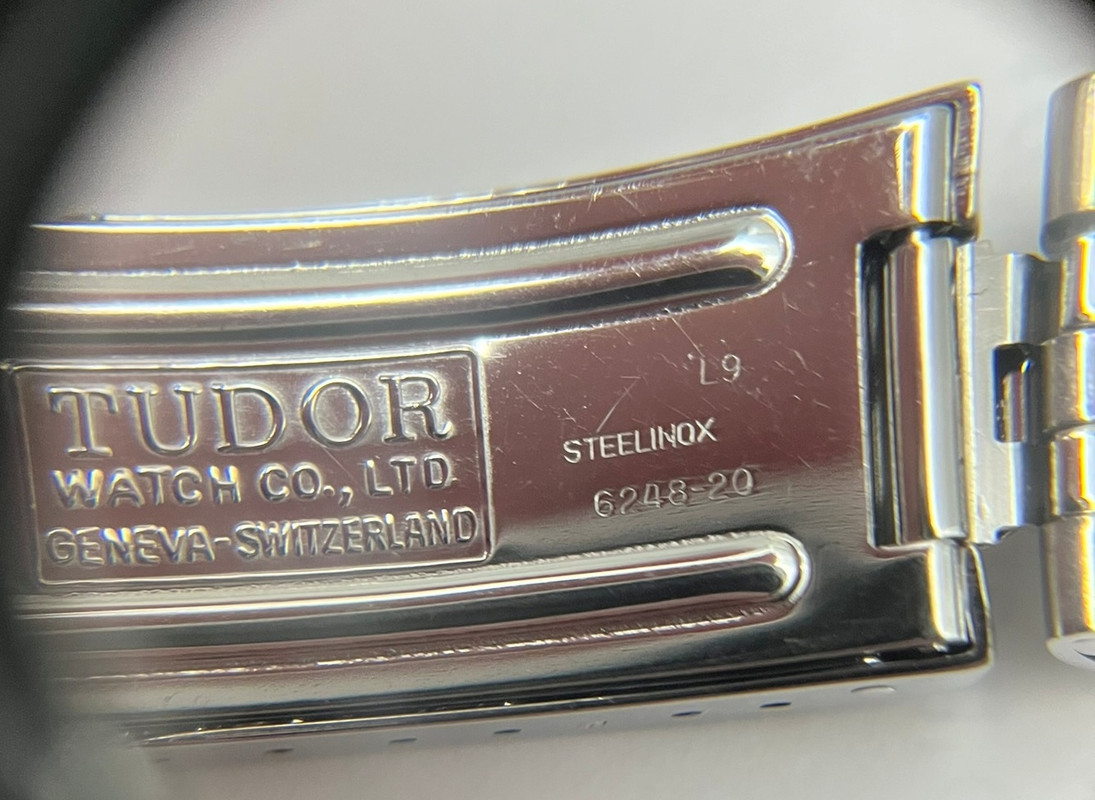 TUDOR
WATCH CO., LTD
GENEVA-SWITZERLAND
L9
STEELINOX
6248-20